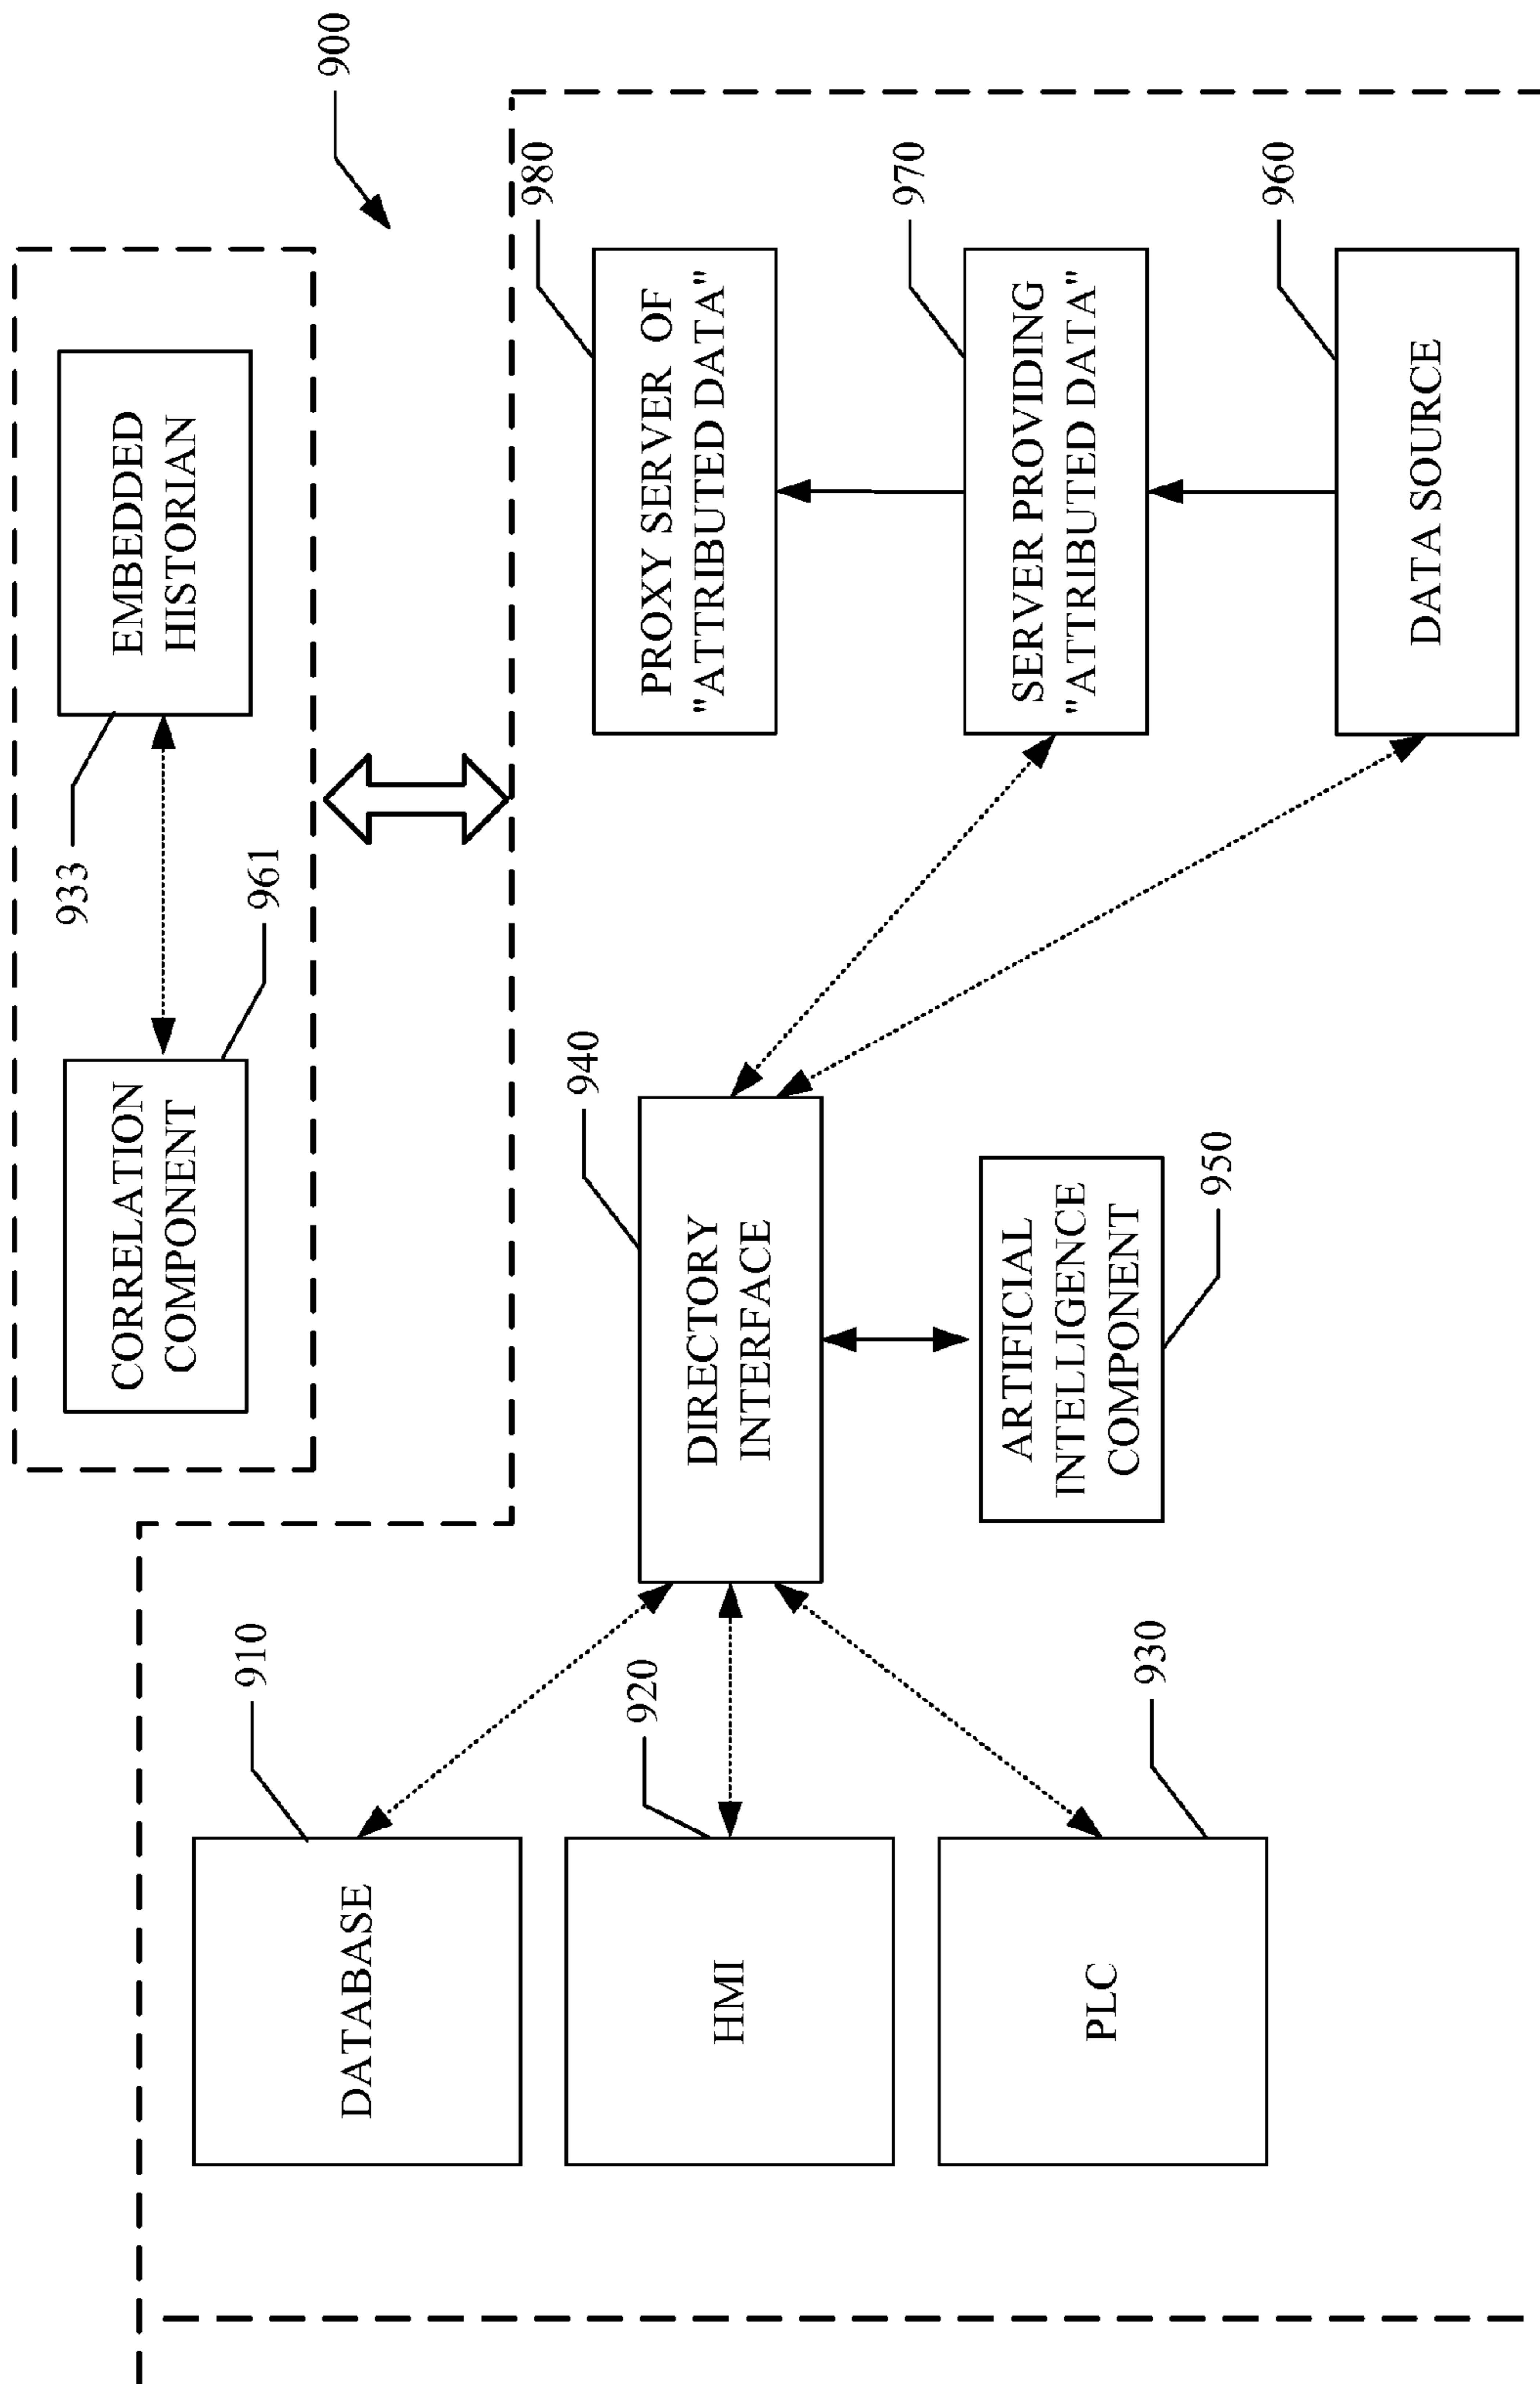 900
EMBEDDED
HISTORIAN
933
CORRELATION
COMPONENT
961
980
PROXY SERVER OF
"ATTRIBUTED DATA"
970
SERVER PROVIDING
"ATTRIBUTED DATA"
960
DATA SOURCE
940
DIRECTORY
INTERFACE
950
ARTIFICIAL
INTELLIGENCE
COMPONENT
910
DATABASE
920
HMI
930
PLC